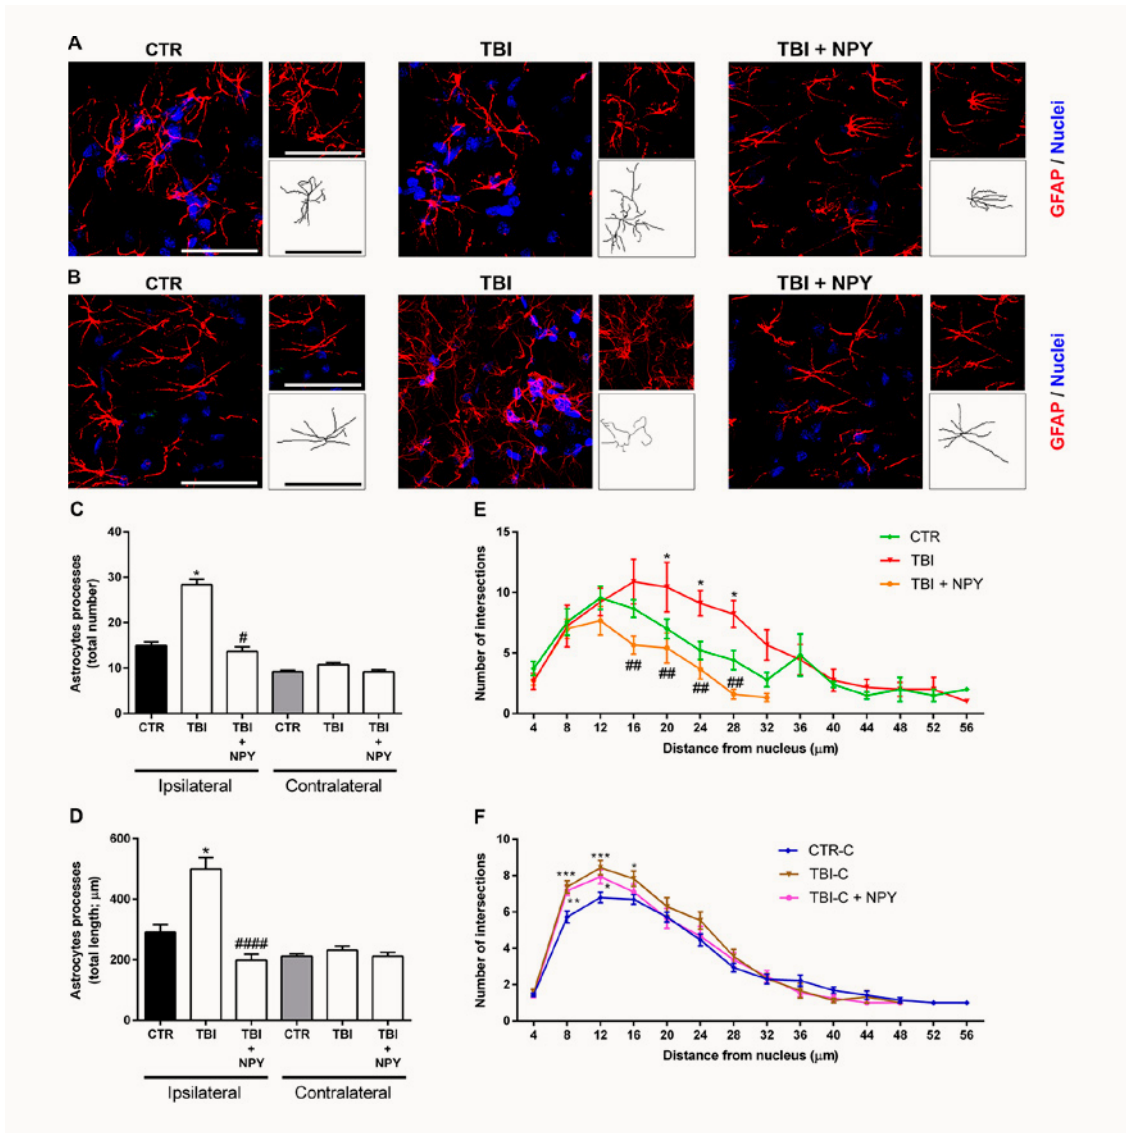 A
CTR
TBI
TBI + NPY
GFAP / Nuclei
B
CTR
TBI
TBI + NPY
GFAP / Nuclei
C
Astrocytes processes
(total number)
40
30
20
10
0
*
#
CTR
TBI
TBI
+
NPY
CTR
TBI
TBI
+
NPY
Ipsilateral
Contralateral
E
Number of intersections
15
10
5
0
* * *
## ## ## ##
CTR
TBI
TBI + NPY
4 8 12 16 20 24 28 32 36 40 44 48 52 56
Distance from nucleus (μm)
D
Astrocytes processes
(total length; μm)
600
400
200
0
*
####
CTR
TBI
TBI
+
NPY
CTR
TBI
TBI
+
NPY
Ipsilateral
Contralateral
F
Number of intersections
10
8
6
4
2
0
*** *** *
** *
CTR-C
TBI-C
TBI-C + NPY
4 8 12 16 20 24 28 32 36 40 44 48 52 56
Distance from nucleus (μm)